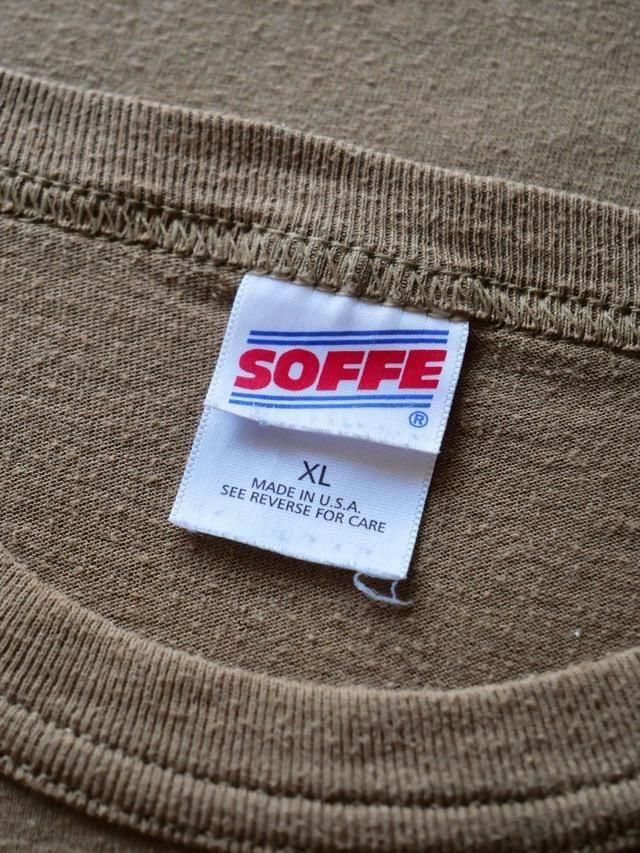 SOFFE
®
XL
MADE IN U.S.A.
SEE REVERSE FOR CARE